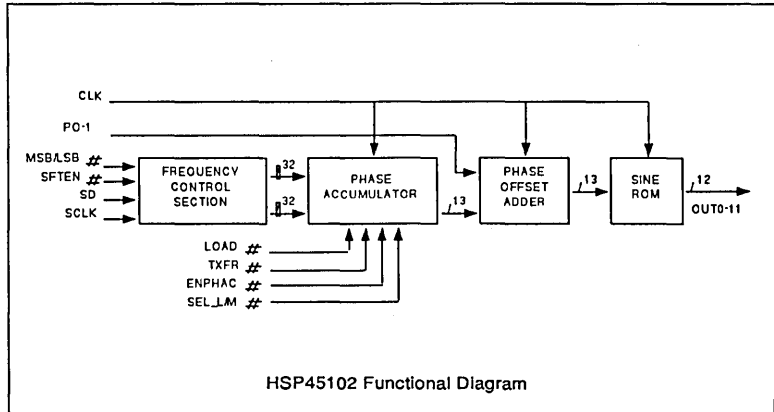 CLK
PO-1
MSB/LSB #
SFTEN #
SD
SCLK
FREQUENCY
CONTROL
SECTION
32
32
PHASE
ACCUMULATOR
13
PHASE
OFFSET
ADDER
13
SINE
ROM
12
OUT0-11
LOAD #
TXFR #
ENPHAC #
SEL_L/M #
HSP45102 Functional Diagram